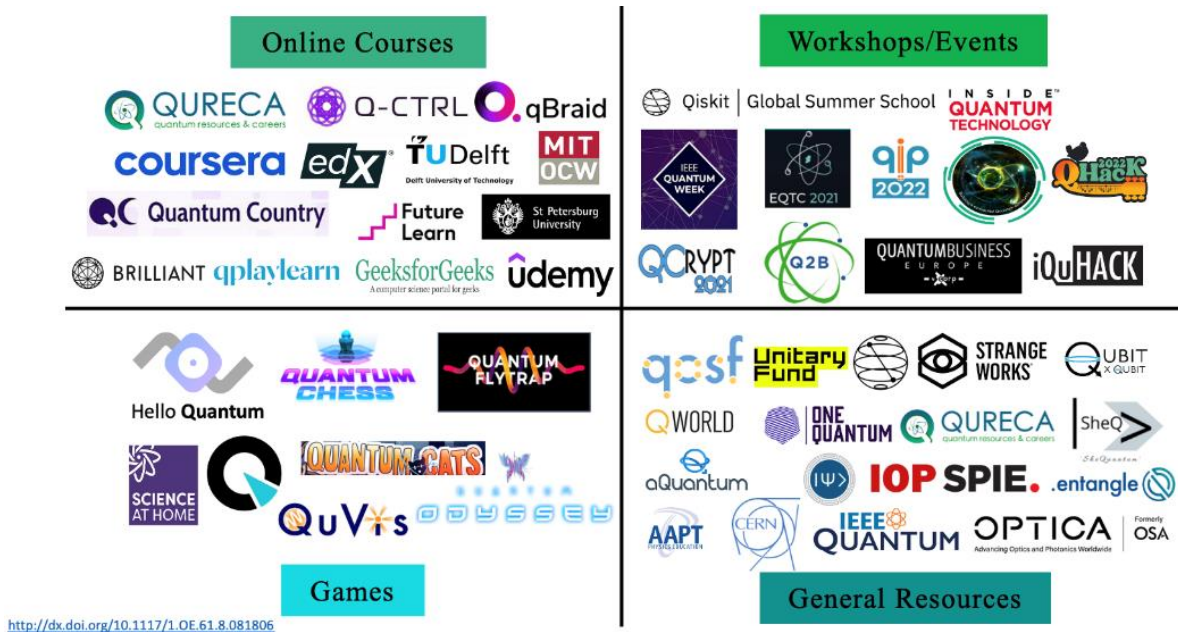 Online Courses
QURECA
quantum resources & careers
Q-CTRL
qBraid
coursera
edX
TU Delft
Delft University of Technology
MIT
OCW
Quantum Country
Future
Learn
St Petersburg
University
BRILLIANT
qplaylearn
GeeksforGeeks
A computer science portal for geeks
udemy
Workshops/Events
Qiskit | Global Summer School
INSIDE™
QUANTUM
TECHNOLOGY
IEEE
QUANTUM
WEEK
EQTC 2021
qip
2022
2022
QHacK
QCRYPT
2021
Q2B
QUANTUMBUSINESS
EUROPE
iQuHACK
Hello Quantum
QUANTUM
CHESS
QUANTUM
FLYTRAP
SCIENCE
AT HOME
QUANTUM CATS
QuVis
QUANTUM
ODYSSEY
Games
qosf
Unitary
Fund
STRANGE
WORKS
QUBIT
X QUBIT
QWORLD
ONE
QUANTUM
QURECA
quantum resources & careers
|SheQ>
SheQuantum
aQuantum
|Ψ>
IOP
SPIE.
.entangle
AAPT
PHYSICS EDUCATION
CERN
IEEE
QUANTUM
OPTICA
Advancing Optics and Photonics Worldwide
Formerly
OSA
General Resources
http://dx.doi.org/10.1117/1.OE.61.8.081806